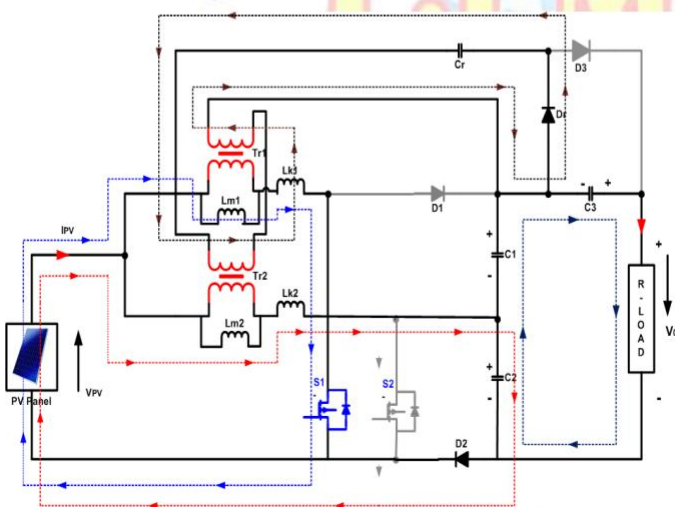 Cr
D3
Dr
Tr1
Lk1
Lm1
D1
- +
C3
IPV
+
C1
-
+
Tr2
Lk2
R-LOAD
Lm2
S1
S2
+
C2
-
VPV
PV Panel
-
D2